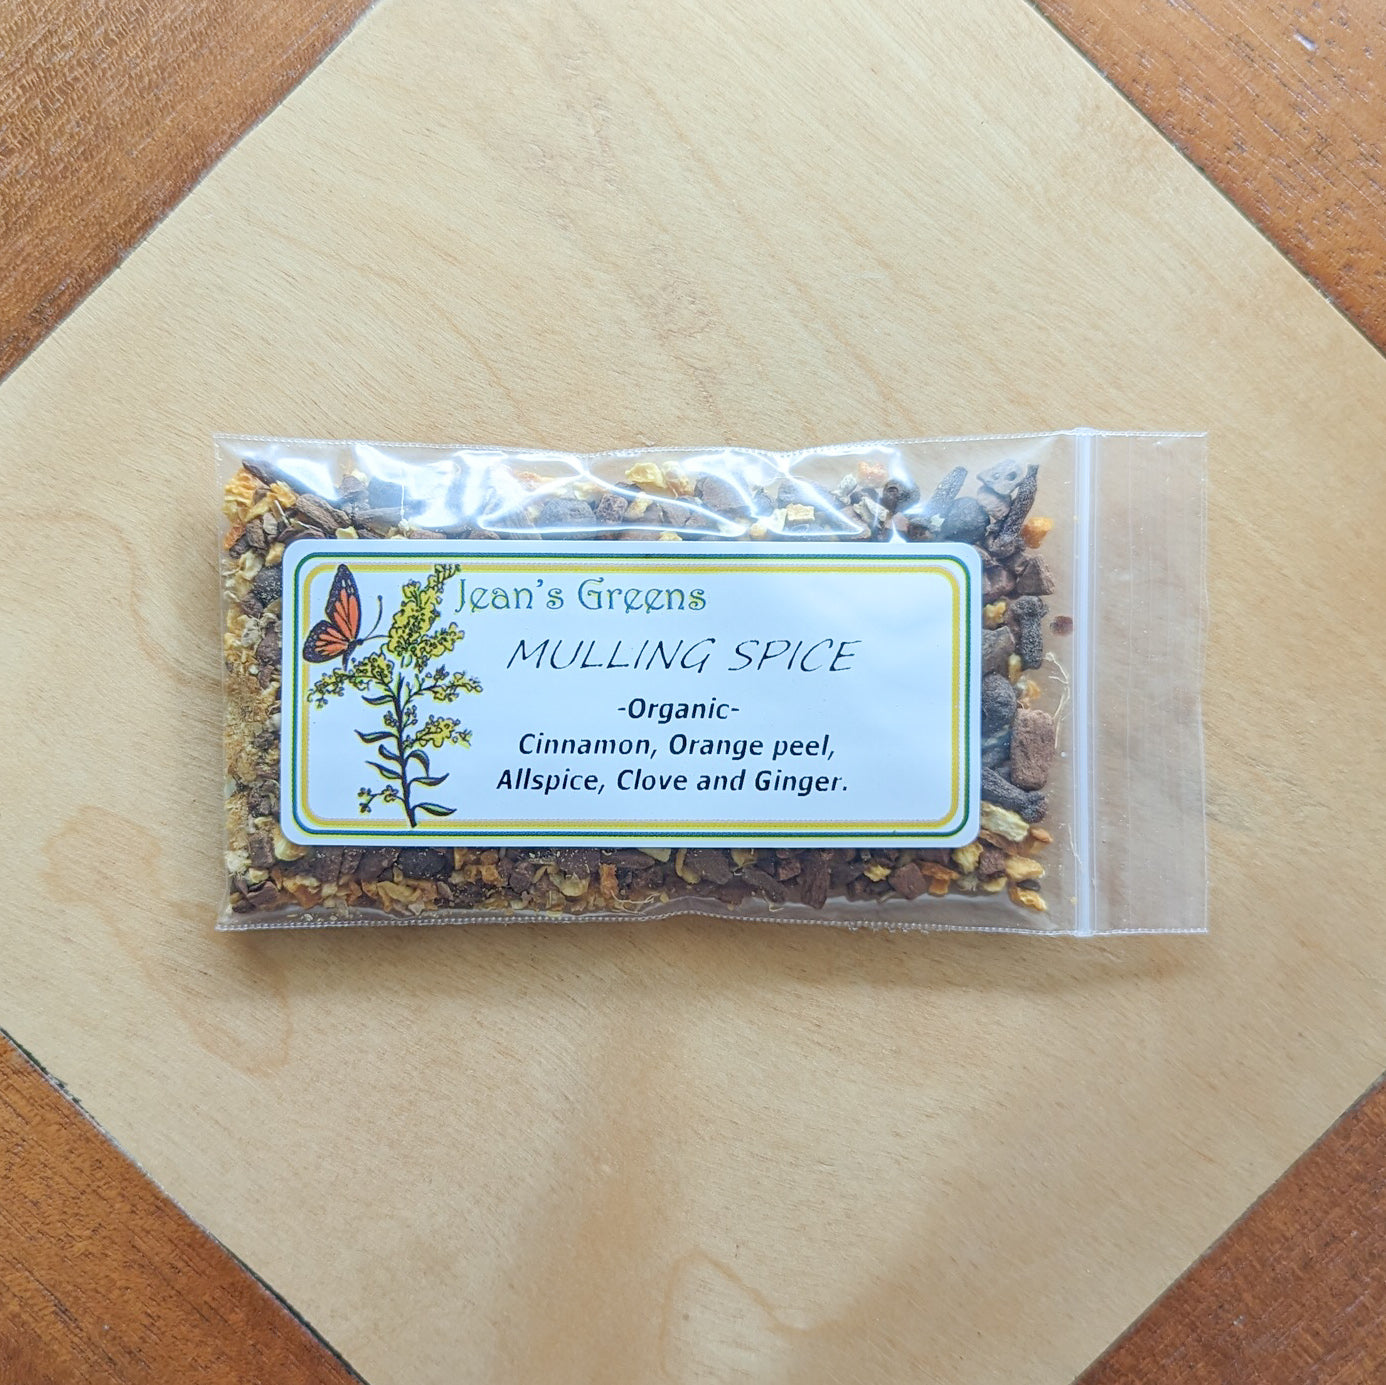 Jean's Greens
MULLING SPICE
-Organic-
Cinnamon, Orange peel,
Allspice, Clove and Ginger.